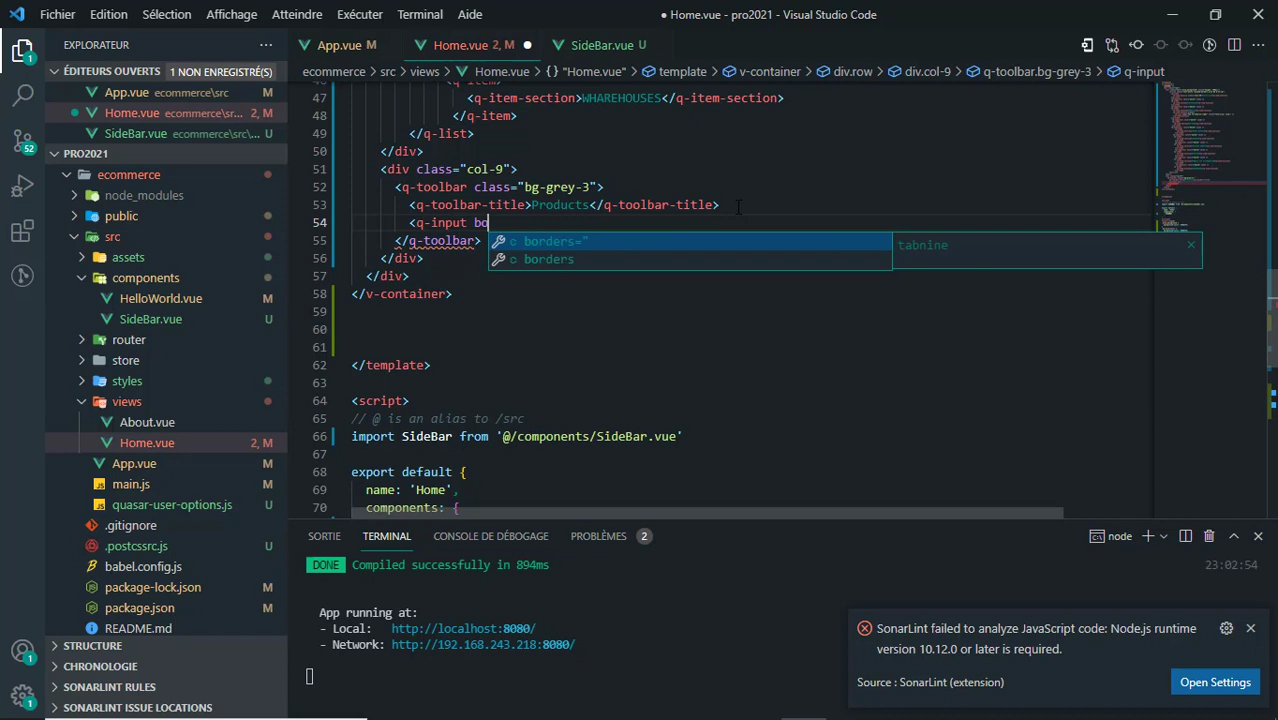 Fichier Edition Sélection Affichage Atteindre Exécuter Terminal Aide
● Home.vue - pro2021 - Visual Studio Code
EXPLORATEUR
App.vue M
Home.vue 2, M
SideBar.vue U
ÉDITEURS OUVERTS 1 NON ENREGISTRÉ(S)
App.vue ecommerce\src M
Home.vue ecommerce\sr... 2, M
SideBar.vue ecommerce\src\... U
PRO2021
ecommerce
node_modules
public
src
assets
components
HelloWorld.vue M
SideBar.vue U
router
store
styles
views
About.vue
Home.vue 2, M
App.vue M
main.js M
quasar-user-options.js U
.gitignore
.postcssrc.js U
babel.config.js
package-lock.json M
package.json M
README.md
STRUCTURE
CHRONOLOGIE
SONARLINT RULES
SONARLINT ISSUE LOCATIONS
1
52
1
ecommerce > src > views > Home.vue > {} "Home.vue" > template > v-container > div.row > div.col-9 > q-toolbar.bg-grey-3 > q-input
47 <q-item-section>WHAREHOUSES</q-item-section>
48 </q-item>
49 </q-list>
50 </div>
51 <div class="col-9">
52 <q-toolbar class="bg-grey-3">
53 <q-toolbar-title>Products</q-toolbar-title>
54 <q-input bo
55 </q-toolbar>
56 </div>
57 </div>
58 </v-container>
59
60
61
62 </template>
63
64 <script>
65 // @ is an alias to /src
66 import SideBar from '@/components/SideBar.vue'
67
68 export default {
69 name: 'Home',
70 components: {
borders="
borders
tabnine
SORTIE TERMINAL CONSOLE DE DÉBOGAGE PROBLÈMES 2
node
DONE Compiled successfully in 894ms 23:02:54
App running at:
- Local: http://localhost:8080/
- Network: http://192.168.243.218:8080/
SonarLint failed to analyze JavaScript code: Node.js runtime
version 10.12.0 or later is required.
Source : SonarLint (extension)
Open Settings